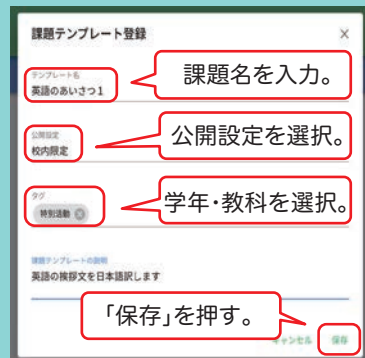 課題テンプレート登録 ×
テンプレート名
英語のあいさつ1
課題名を入力。
公開設定
校内限定
公開設定を選択。
タグ
特別活動
学年・教科を選択。
課題テンプレートの説明
英語の挨拶文を日本語訳します
「保存」を押す。
キャンセル 保存